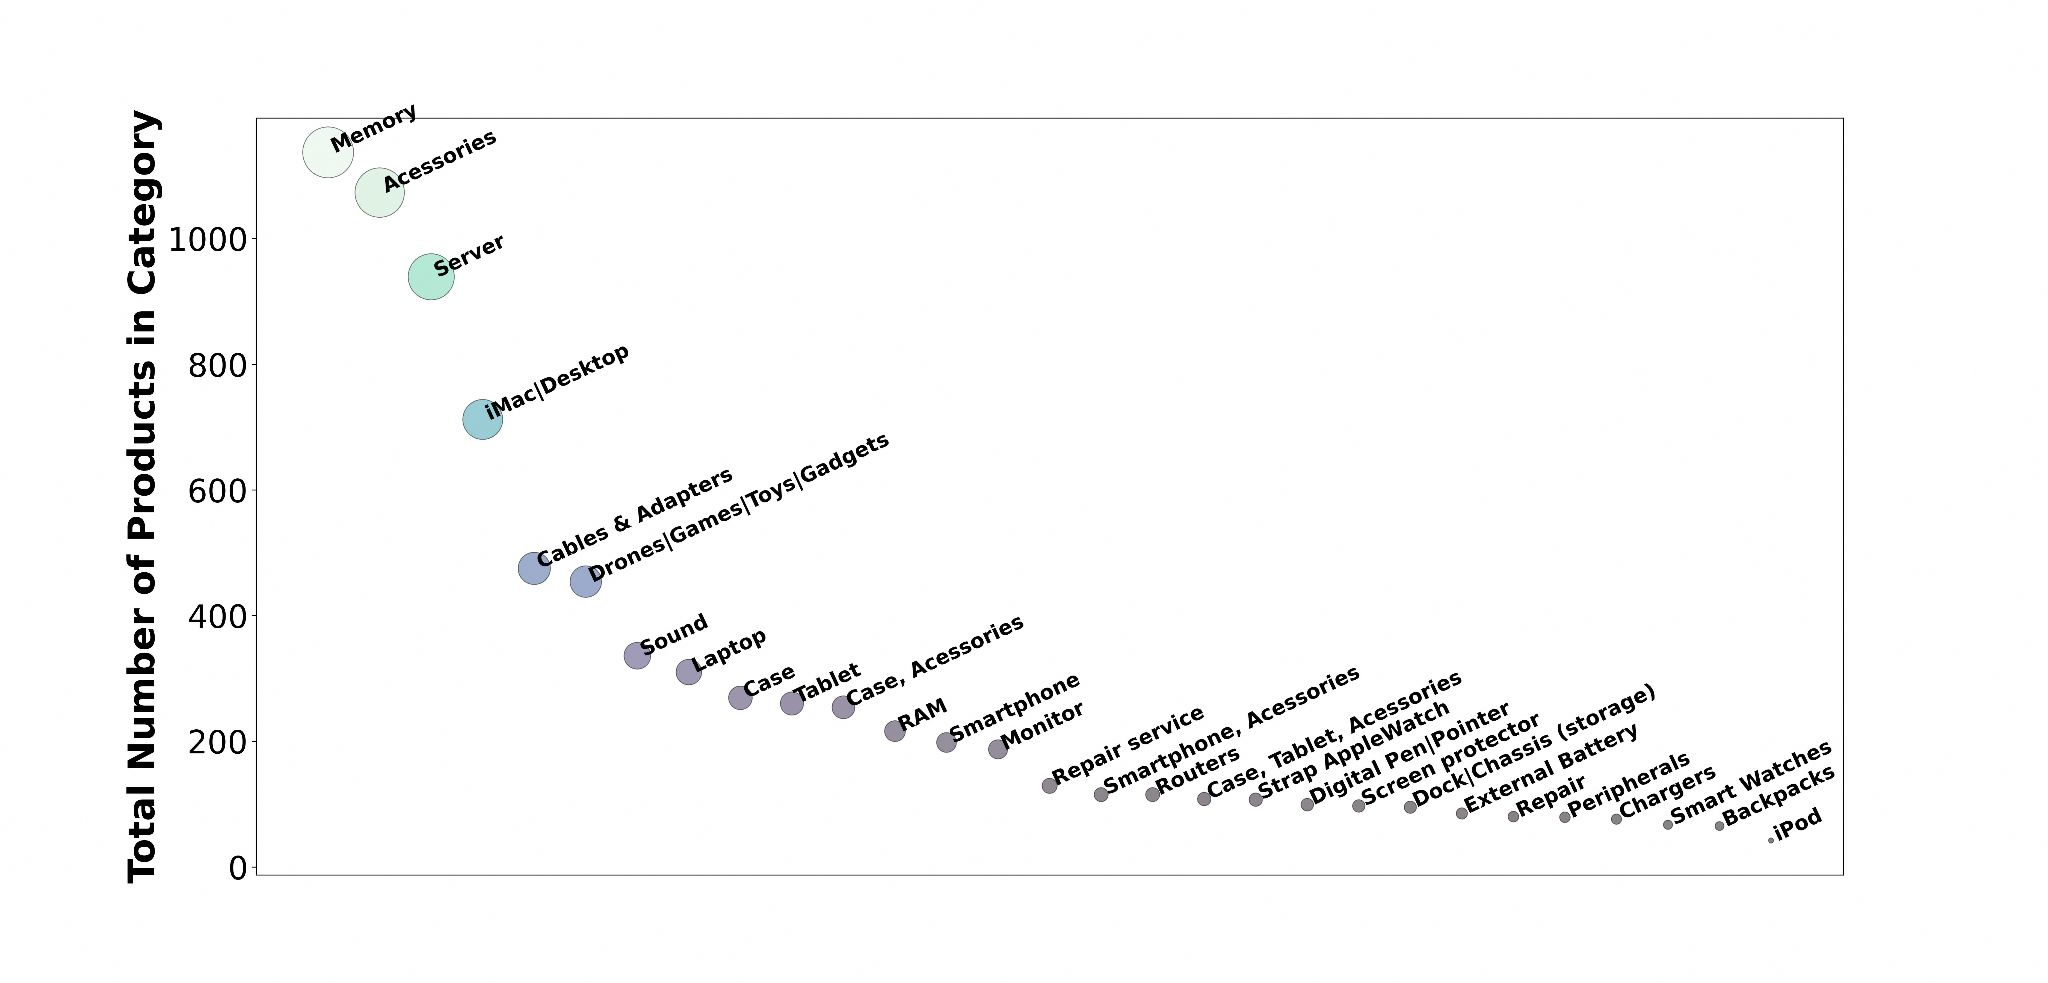 Total Number of Products in Category
1000
800
600
400
200
0
Memory
Acessories
Server
iMac|Desktop
Cables & Adapters
Drones|Games|Toys|Gadgets
Sound
Laptop
Case
Tablet
Case, Acessories
RAM
Smartphone
Monitor
Repair service
Smartphone, Acessories
Routers
Case, Tablet, Acessories
Strap AppleWatch
Digital Pen|Pointer
Screen protector
Dock|Chassis (storage)
External Battery
Repair
Peripherals
Chargers
Smart Watches
Backpacks
iPod